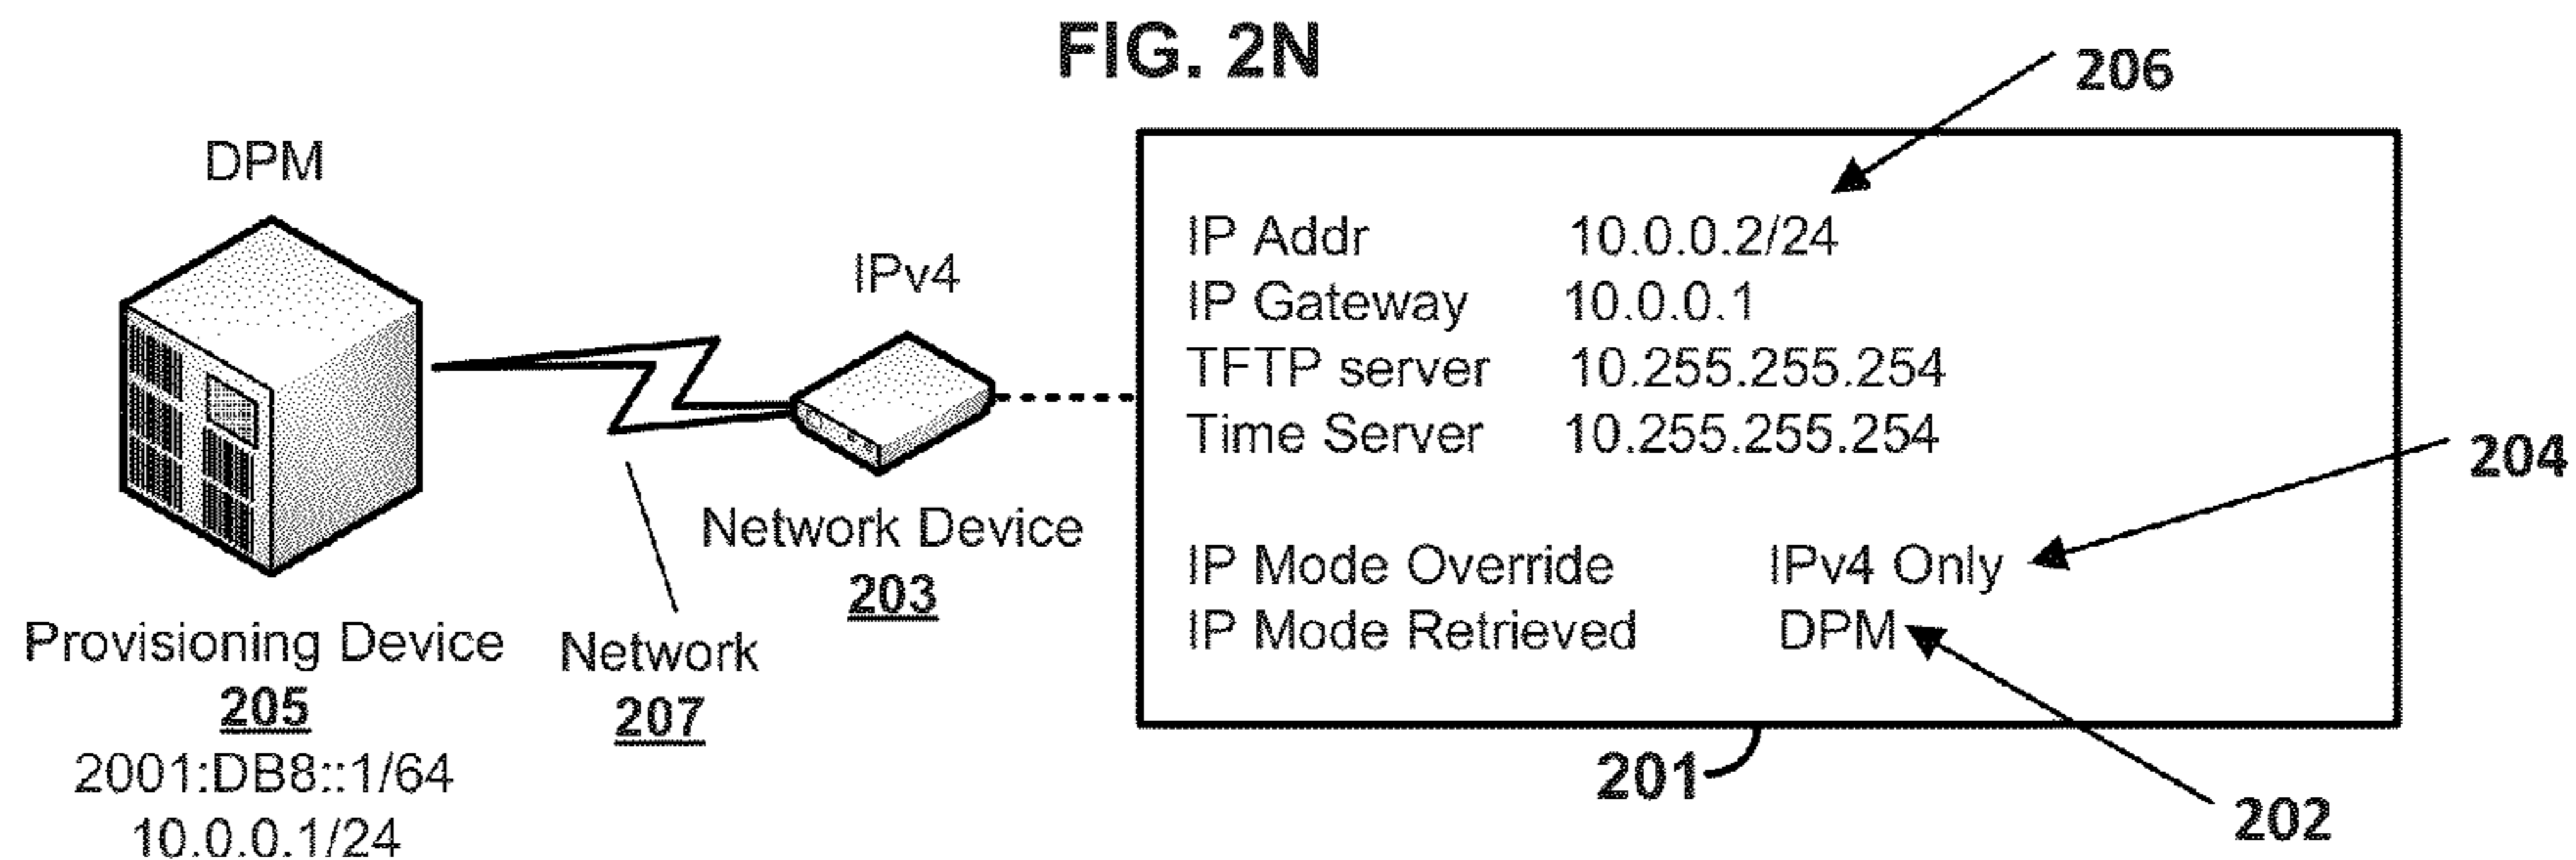 FIG. 2N
206
DPM
IPv4
IP Addr 10.0.0.2/24
IP Gateway 10.0.0.1
TFTP server 10.255.255.254
Time Server 10.255.255.254
204
Network Device
203
IP Mode Override IPv4 Only
IP Mode Retrieved DPM
Provisioning Device
205
2001:DB8::1/64
10.0.0.1/24
Network
207
201
202